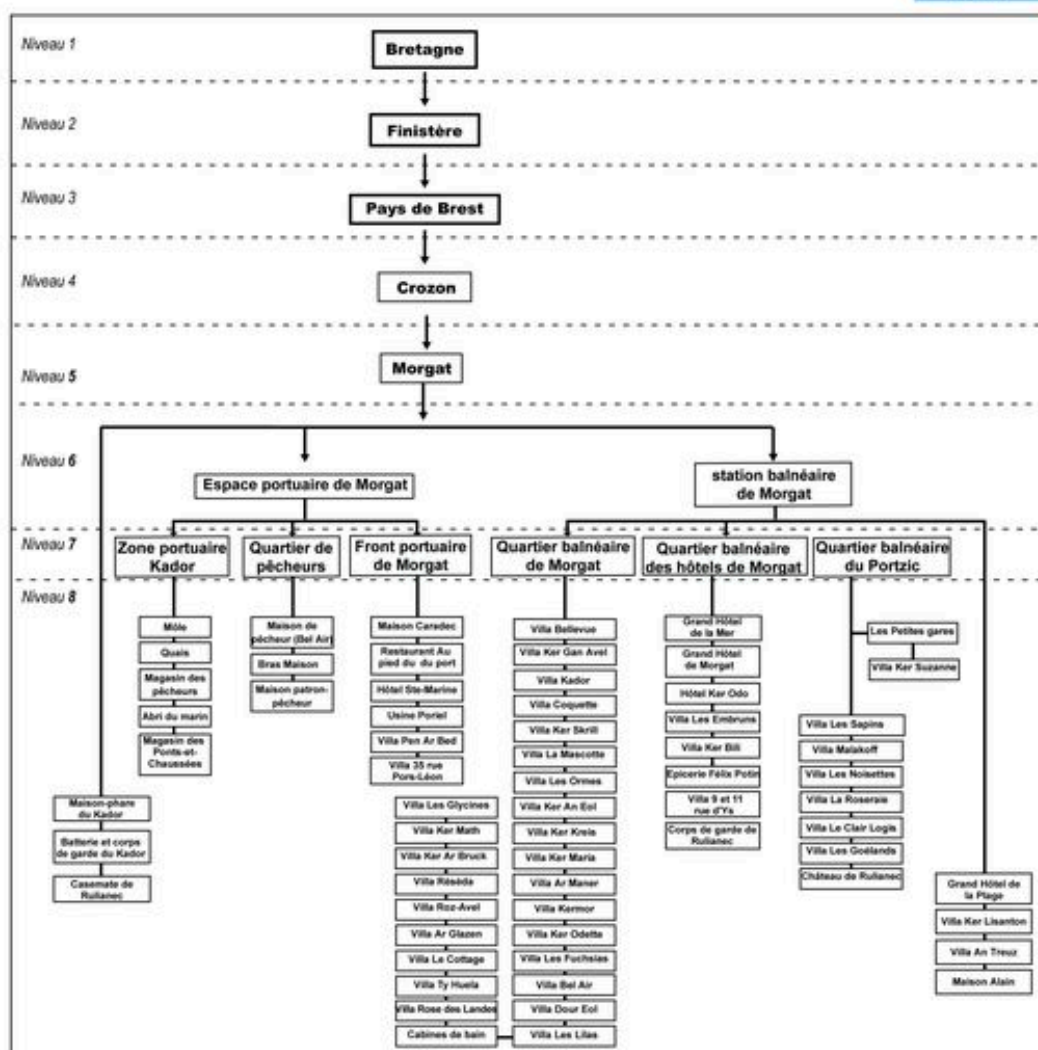 Niveau 1
Bretagne
Niveau 2
Finistère
Niveau 3
Pays de Brest
Niveau 4
Crozon
Niveau 5
Morgat
Niveau 6
Espace portuaire de Morgat
station balnéaire
de Morgat
Niveau 7
Zone portuaire
Kador
Quartier de
pêcheurs
Front portuaire
de Morgat
Quartier balnéaire
de Morgat
Quartier balnéaire
des hôtels de Morgat
Quartier balnéaire
du Portzic
Niveau 8
Môle
Quais
Magasin des
pêcheurs
Abri du marin
Magasin des
Ponts-et-
Chaussées
Maison de
pêcheur (Bel Air)
Bras Maison
Maison patron-
pêcheur
Maison Caradec
Restaurant Au
pied du du port
Hôtel Ste-Marine
Usine Poriel
Villa Pen Ar Bed
Villa 35 rue
Pors-Léon
Villa Bellevue
Villa Ker Gan Avel
Villa Kador
Villa Coquette
Villa Ker Skrill
Villa La Mascotte
Villa Les Ormes
Villa Ker An Eol
Villa Ker Kreis
Villa Ker Maria
Villa Ar Maner
Villa Kermor
Villa Ker Odette
Villa Les Fuchsias
Villa Bel Air
Villa Dour Eol
Villa Les Lilas
Villa Les Glycines
Villa Ker Math
Villa Ker Ar Bruck
Villa Réséda
Villa Roz-Avel
Villa Ar Glazen
Villa Le Cottage
Villa Ty Huela
Villa Rose des Landes
Cabines de bain
Grand Hôtel
de la Mer
Grand Hôtel
de Morgat
Hôtel Ker Odo
Villa Les Embruns
Villa Ker Bili
Epicerie Félix Potin
Villa 9 et 11
rue d'Ys
Corps de garde de
Rulianec
Les Petites gares
Villa Ker Suzanne
Villa Les Sapins
Villa Malakoff
Villa Les Noisettes
Villa La Roseraie
Villa Le Clair Logis
Villa Les Goélands
Château de Rulianec
Maison-phare
du Kador
Batterie et corps
de garde du Kador
Casemate de
Rulianec
Grand Hôtel de
la Plage
Villa Ker Lisanton
Villa An Treuz
Maison Alain